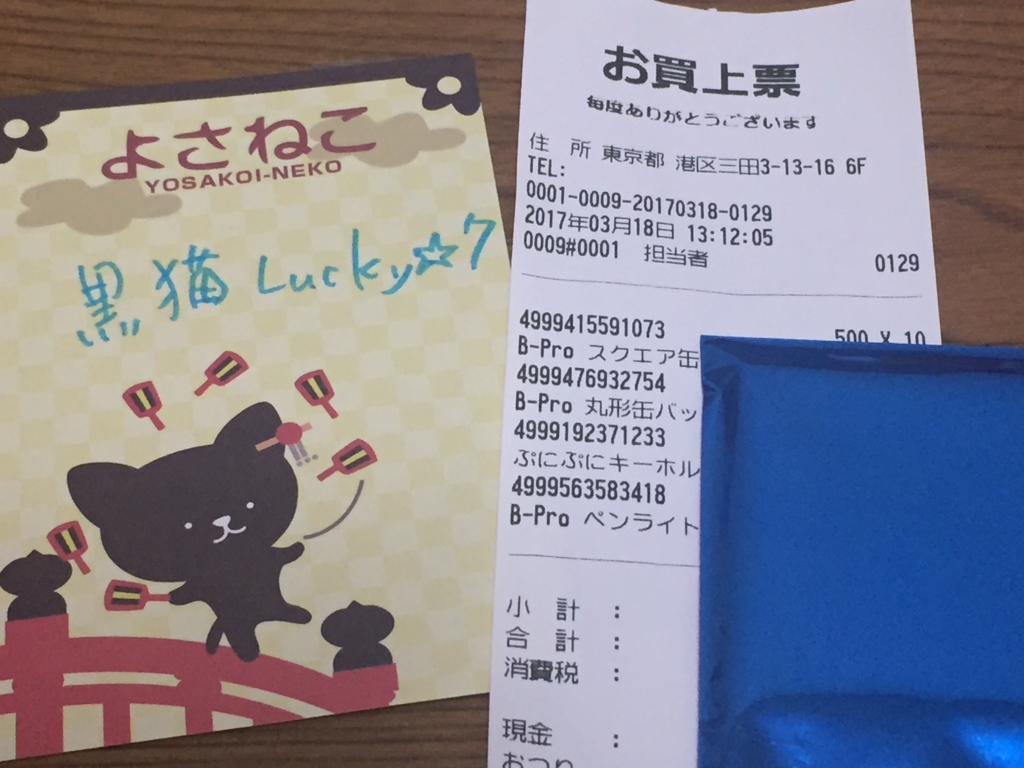 よさねこ
YOSAKOI-NEKO
黒猫 Lucky☆7
お買上票
毎度ありがとうございます
住 所 東京都 港区三田3-13-16 6F
TEL:
0001-0009-20170318-0129
2017年03月18日 13:12:05
0009#0001 担当者 0129
4999415591073 500 X 10
B-Pro スクエア缶
4999476932754
B-Pro 丸形缶バッ
4999192371233
ぷにぷにキーホル
4999563583418
B-Pro ペンライト
小 計 :
合 計 :
消費税 :
現金 :
おつり